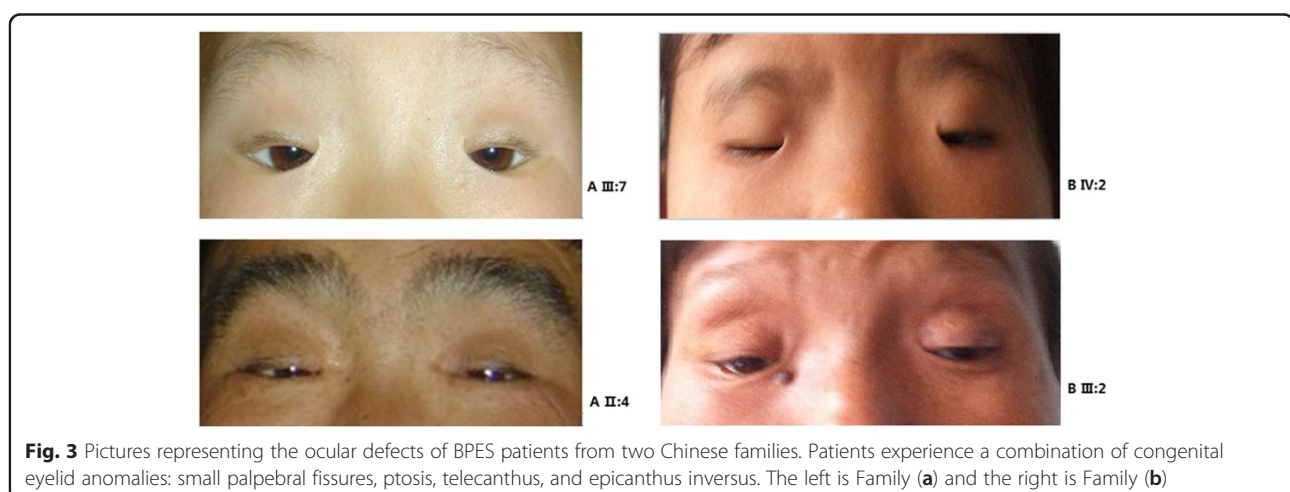 A III:7
B IV:2
A II:4
B III:2
Fig. 3 Pictures representing the ocular defects of BPES patients from two Chinese families. Patients experience a combination of congenital
eyelid anomalies: small palpebral fissures, ptosis, telecanthus, and epicanthus inversus. The left is Family (a) and the right is Family (b)